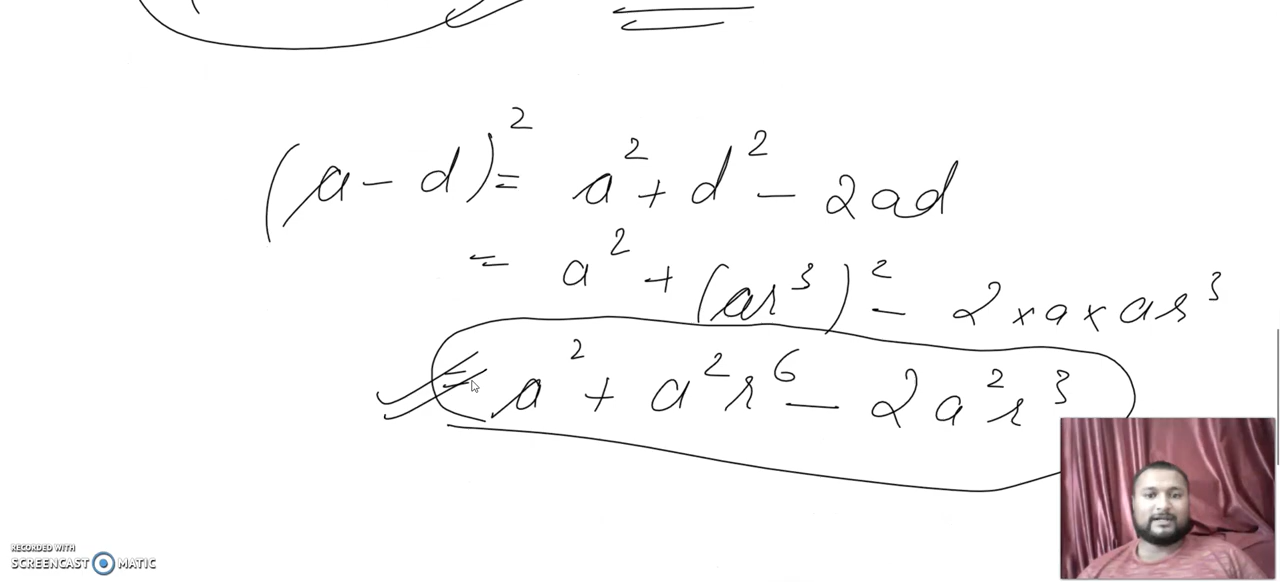 (a - d)² = a² + d² - 2ad
= a² + (ar³)² - 2 × a × ar³
= a² + a²r⁶ - 2a²r³
RECORDED WITH
SCREENCAST MATIC